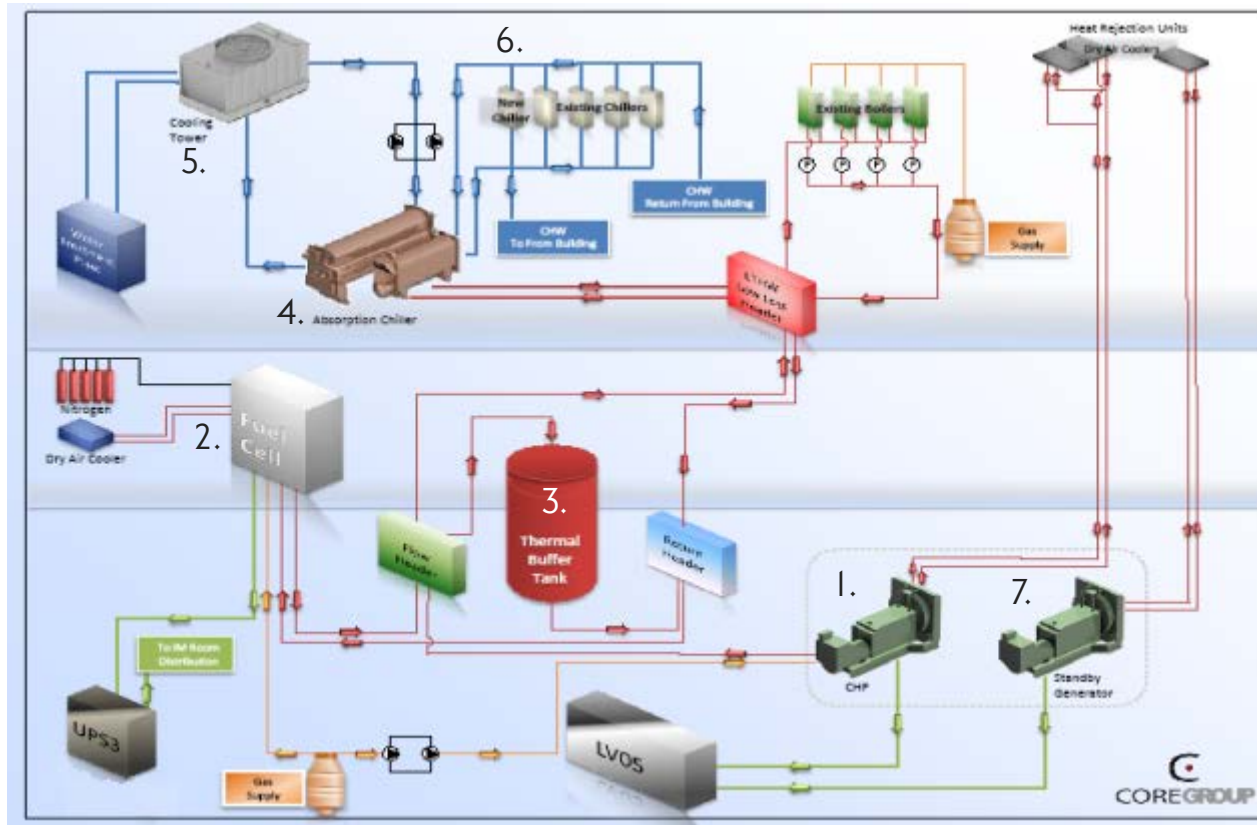 Heat Rejection Units
Dry Air Coolers
6.
New
Chiller
Existing Chillers
Existing Boilers
Cooling
Tower
5.
P
P
P
P
CHW
Return From Building
CHW
To From Building
Gas
Supply
Low Loss
Header
4.
Absorption Chiller
Nitrogen
2.
Fuel
Cell
Dry Air Cooler
3.
Thermal
Buffer
Tank
Flow
Header
Return
Header
1.
7.
CHP
Standby
Generator
To IM Room
Distribution
UPS3
LVOS
Gas
Supply
COREGROUP